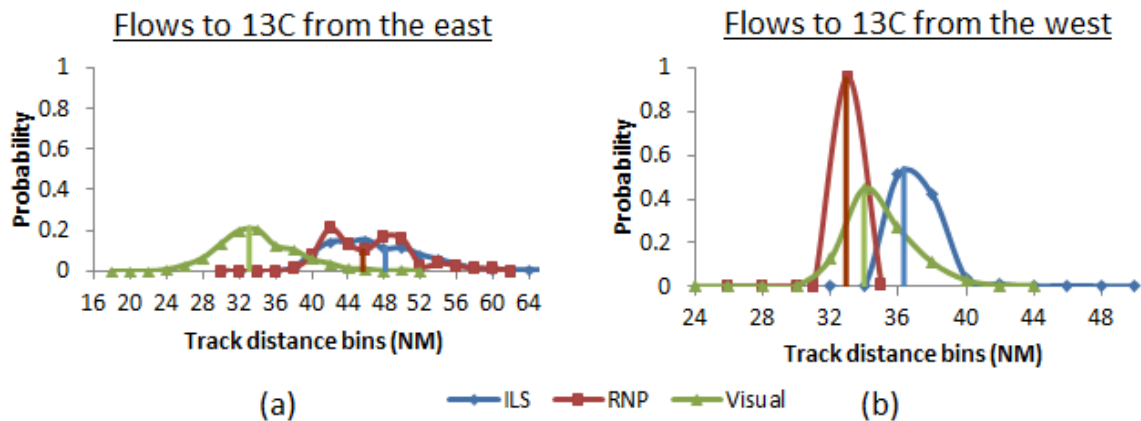 Flows to 13C from the east
Probability
1
0.8
0.6
0.4
0.2
0
16 20 24 28 32 36 40 44 48 52 56 60 64
Track distance bins (NM)
(a)
Flows to 13C from the west
Probability
1
0.8
0.6
0.4
0.2
0
24 28 32 36 40 44 48
Track distance bins (NM)
(b)
ILS RNP Visual